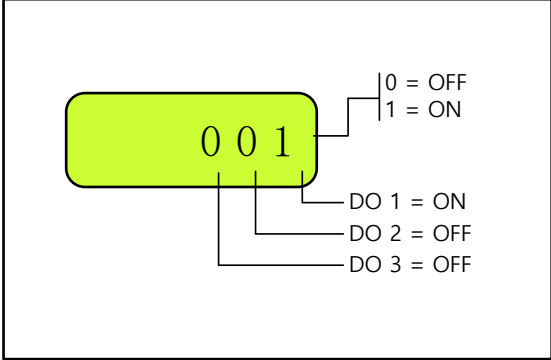 0 = OFF
1 = ON
0 0 1
DO 1 = ON
DO 2 = OFF
DO 3 = OFF